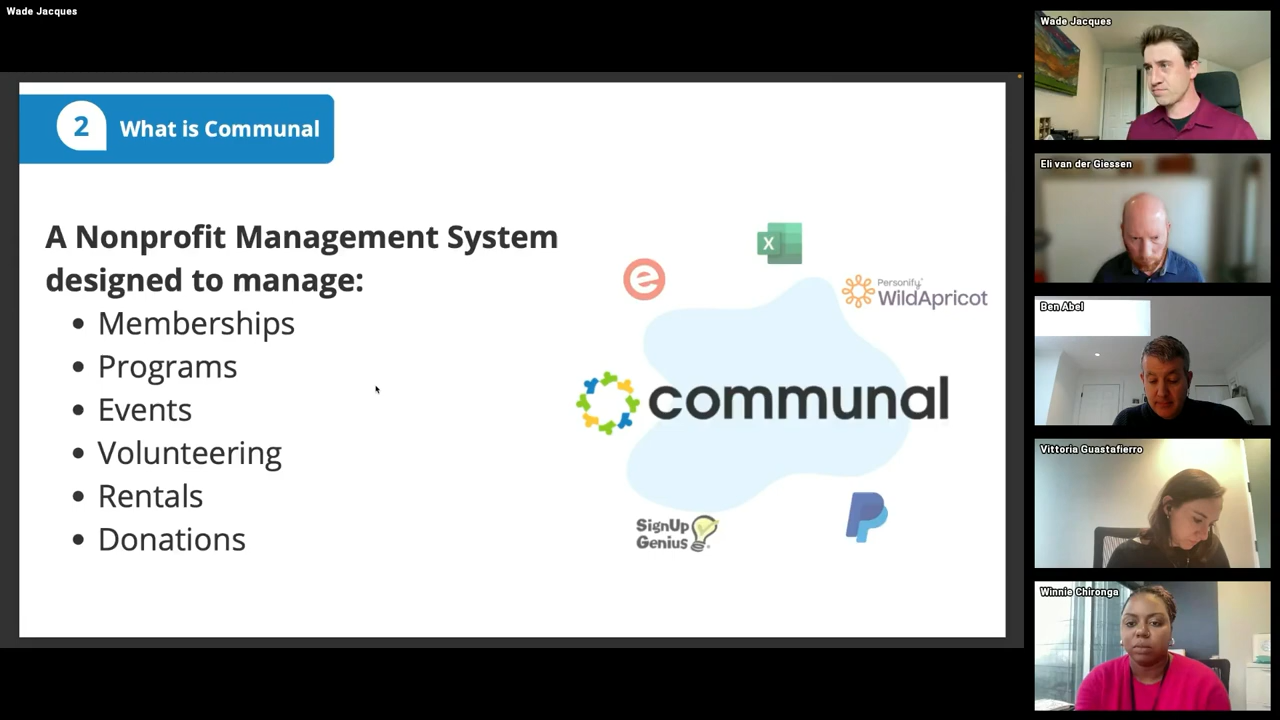 Wade Jacques
2 What is Communal
A Nonprofit Management System
designed to manage:
• Memberships
• Programs
• Events
• Volunteering
• Rentals
• Donations
e
X
Personify
WildApricot
communal
SignUp
Genius
Wade Jacques
Eli van der Giessen
Ben Abel
Vittoria Guastafierro
Winnie Chironga